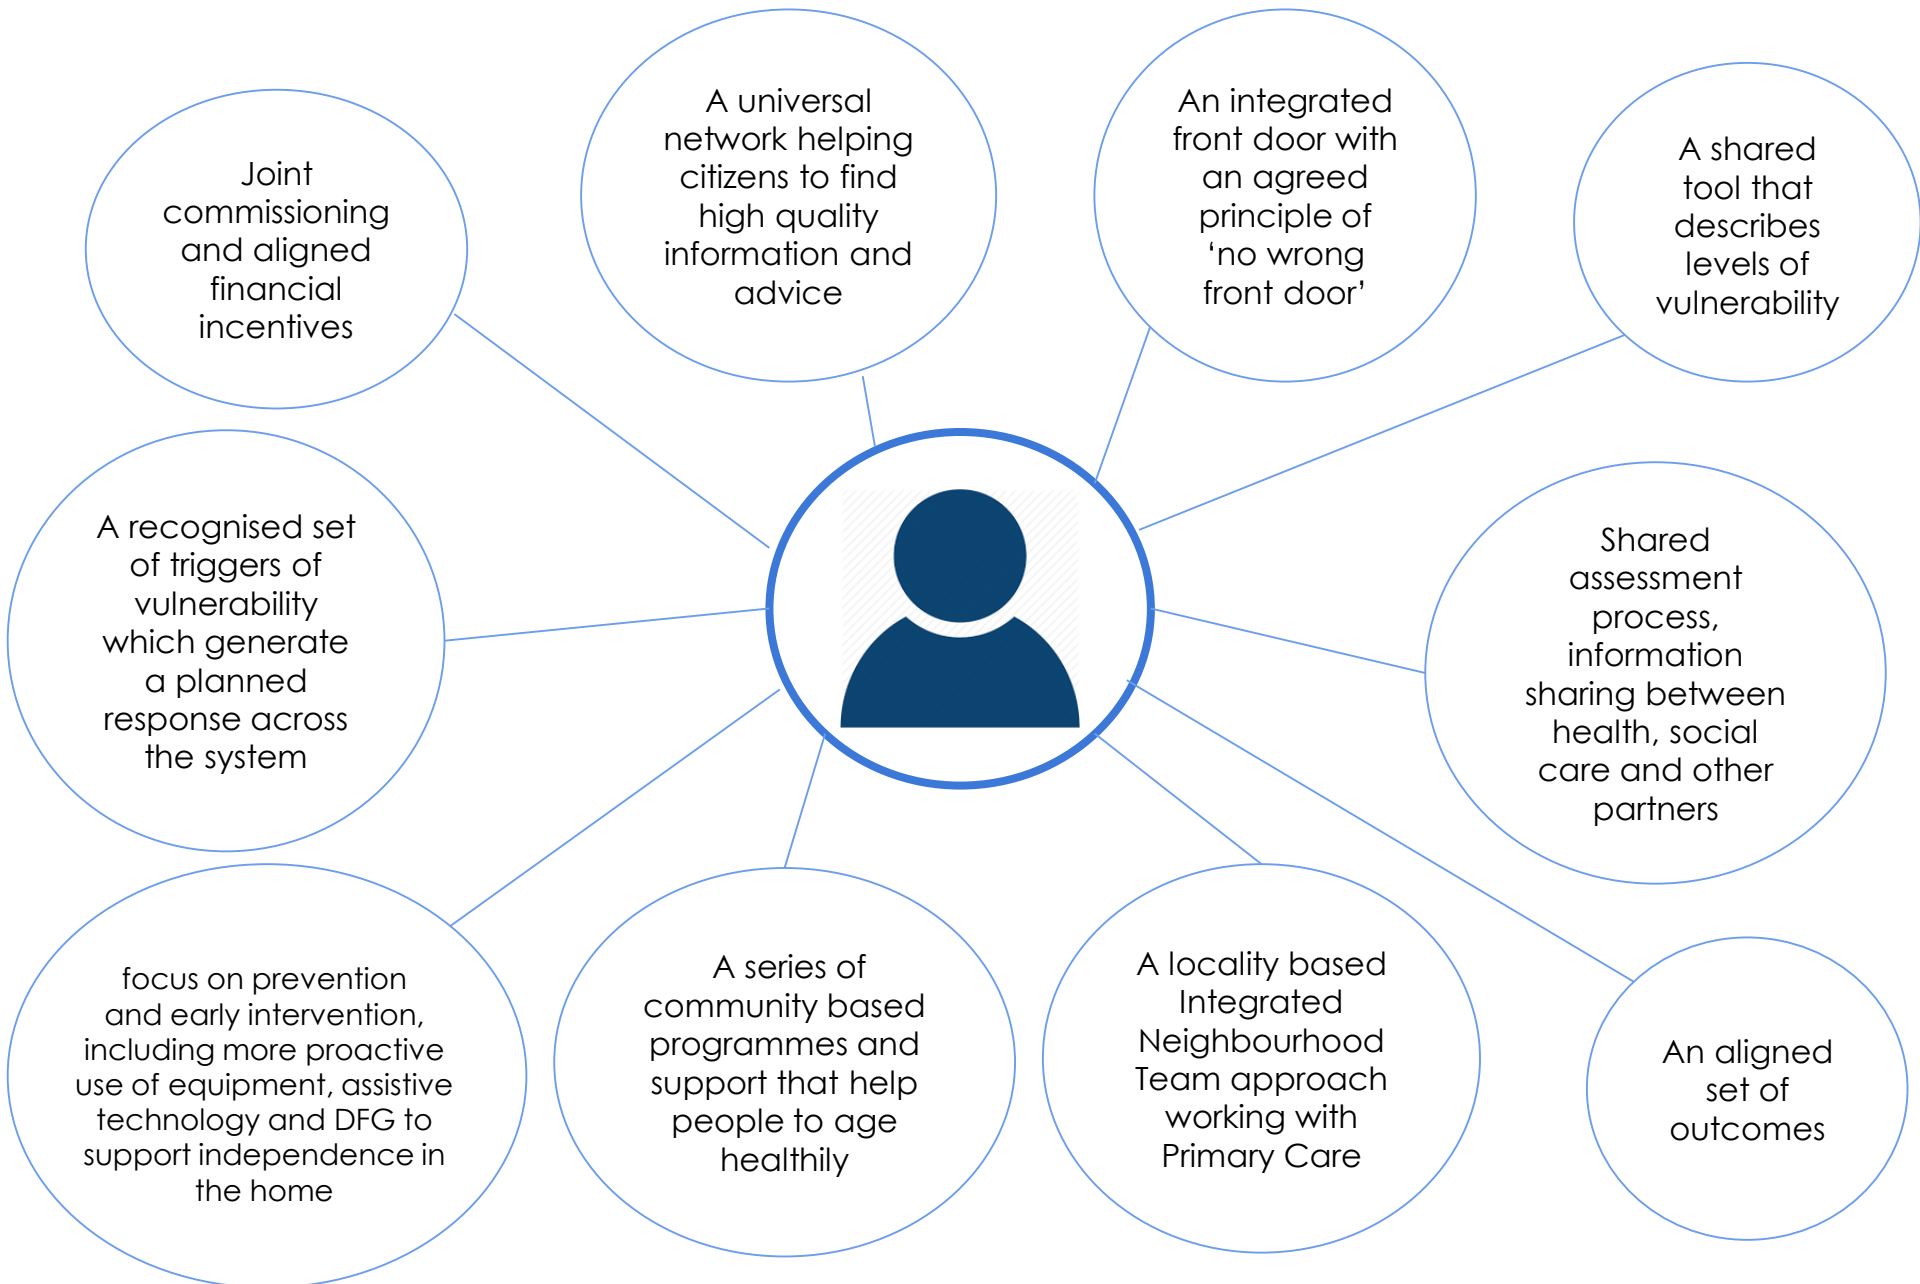 Joint
commissioning
and aligned
financial
incentives
A universal
network helping
citizens to find
high quality
information and
advice
An integrated
front door with
an agreed
principle of
‘no wrong
front door’
A shared
tool that
describes
levels of
vulnerability
A recognised set
of triggers of
vulnerability
which generate
a planned
response across
the system
Shared
assessment
process,
information
sharing between
health, social
care and other
partners
focus on prevention
and early intervention,
including more proactive
use of equipment, assistive
technology and DFG to
support independence in
the home
A series of
community based
programmes and
support that help
people to age
healthily
A locality based
Integrated
Neighbourhood
Team approach
working with
Primary Care
An aligned
set of
outcomes